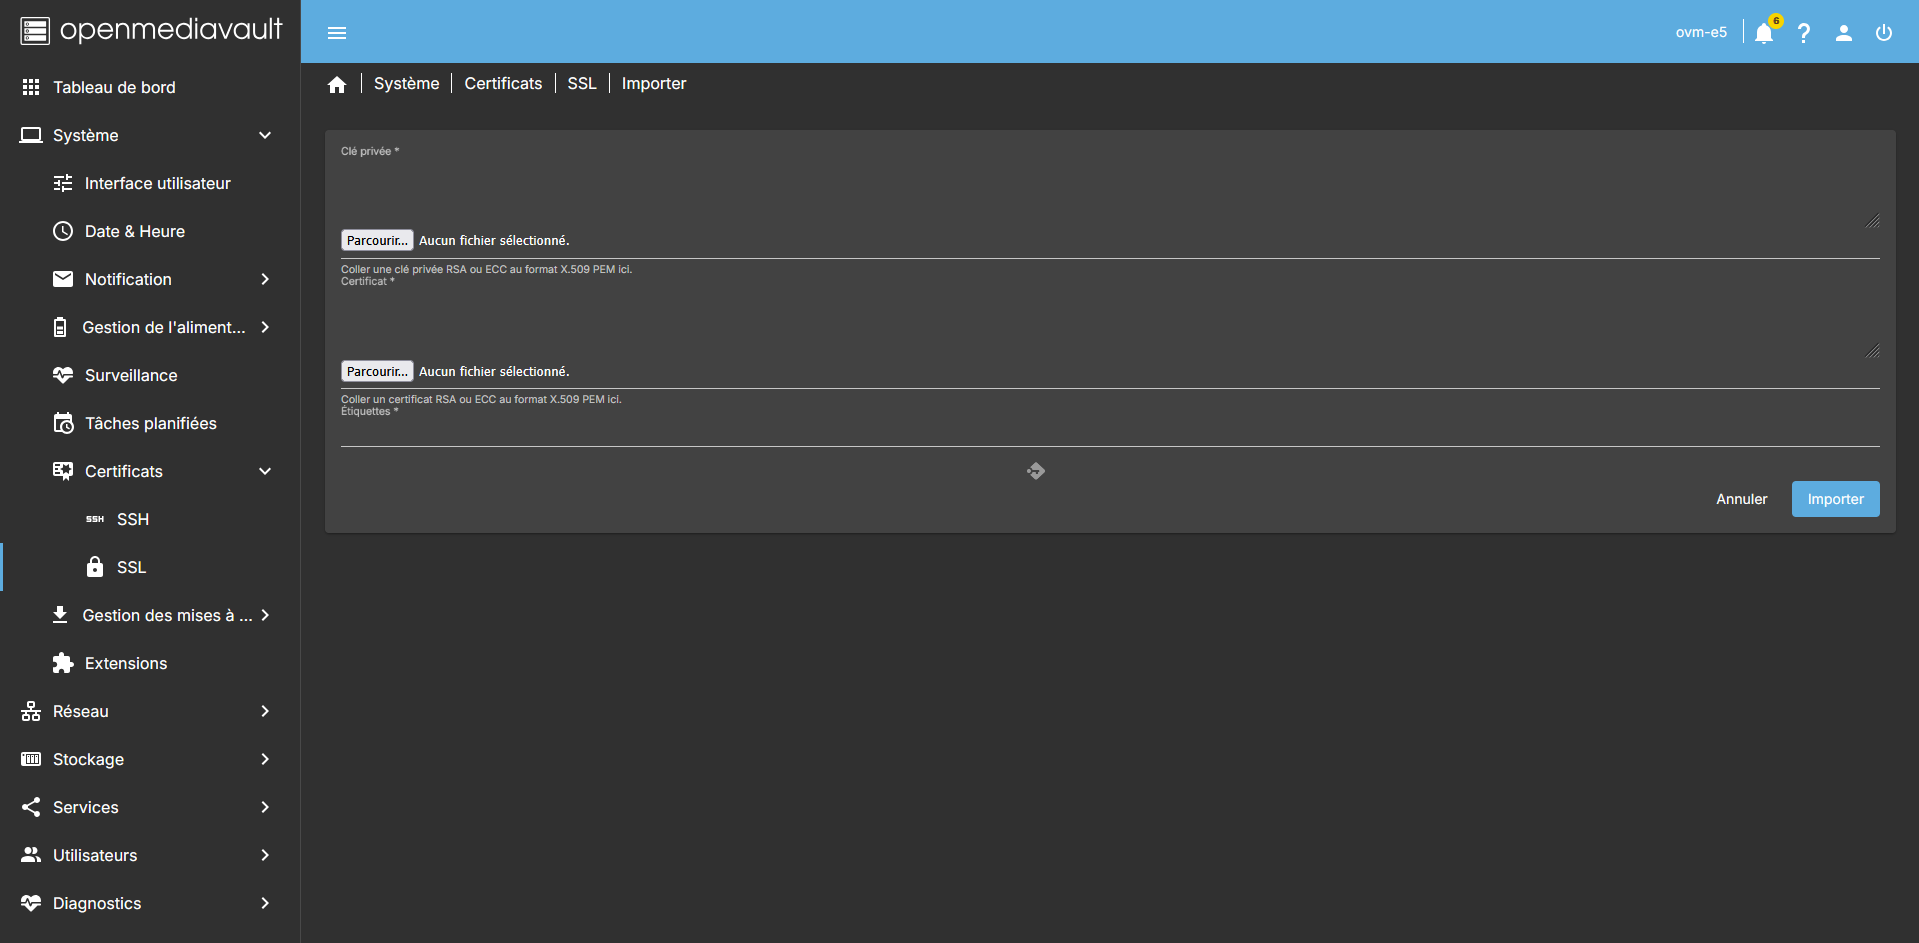 openmediavault
ovm-e5
6
Tableau de bord
Système
Interface utilisateur
Date & Heure
Notification
Gestion de l'aliment...
Surveillance
Tâches planifiées
Certificats
SSH
SSH
SSL
Gestion des mises à ...
Extensions
Réseau
Stockage
Services
Utilisateurs
Diagnostics
Système | Certificats | SSL | Importer
Clé privée *
Parcourir... Aucun fichier sélectionné.
Coller une clé privée RSA ou ECC au format X.509 PEM ici.
Certificat *
Parcourir... Aucun fichier sélectionné.
Coller un certificat RSA ou ECC au format X.509 PEM ici.
Étiquettes *
Annuler
Importer